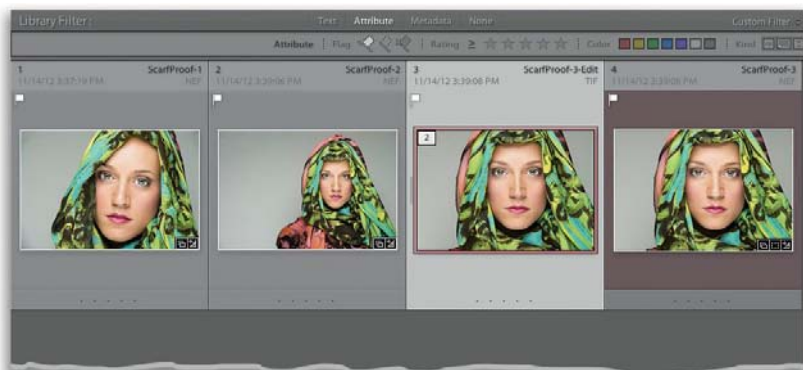 Library Filter:
Text Attribute Metadata None
Custom Filter
Attribute Flag Rating ≥ Color Kind
1 ScarfProof-1
11/14/12 3:37:19 PM NEF
2 ScarfProof-2
11/14/12 3:39:06 PM NEF
3 ScarfProof-3-Edit
11/14/12 3:39:08 PM TIF
2
4 ScarfProof-3
11/14/12 3:39:08 PM NEF